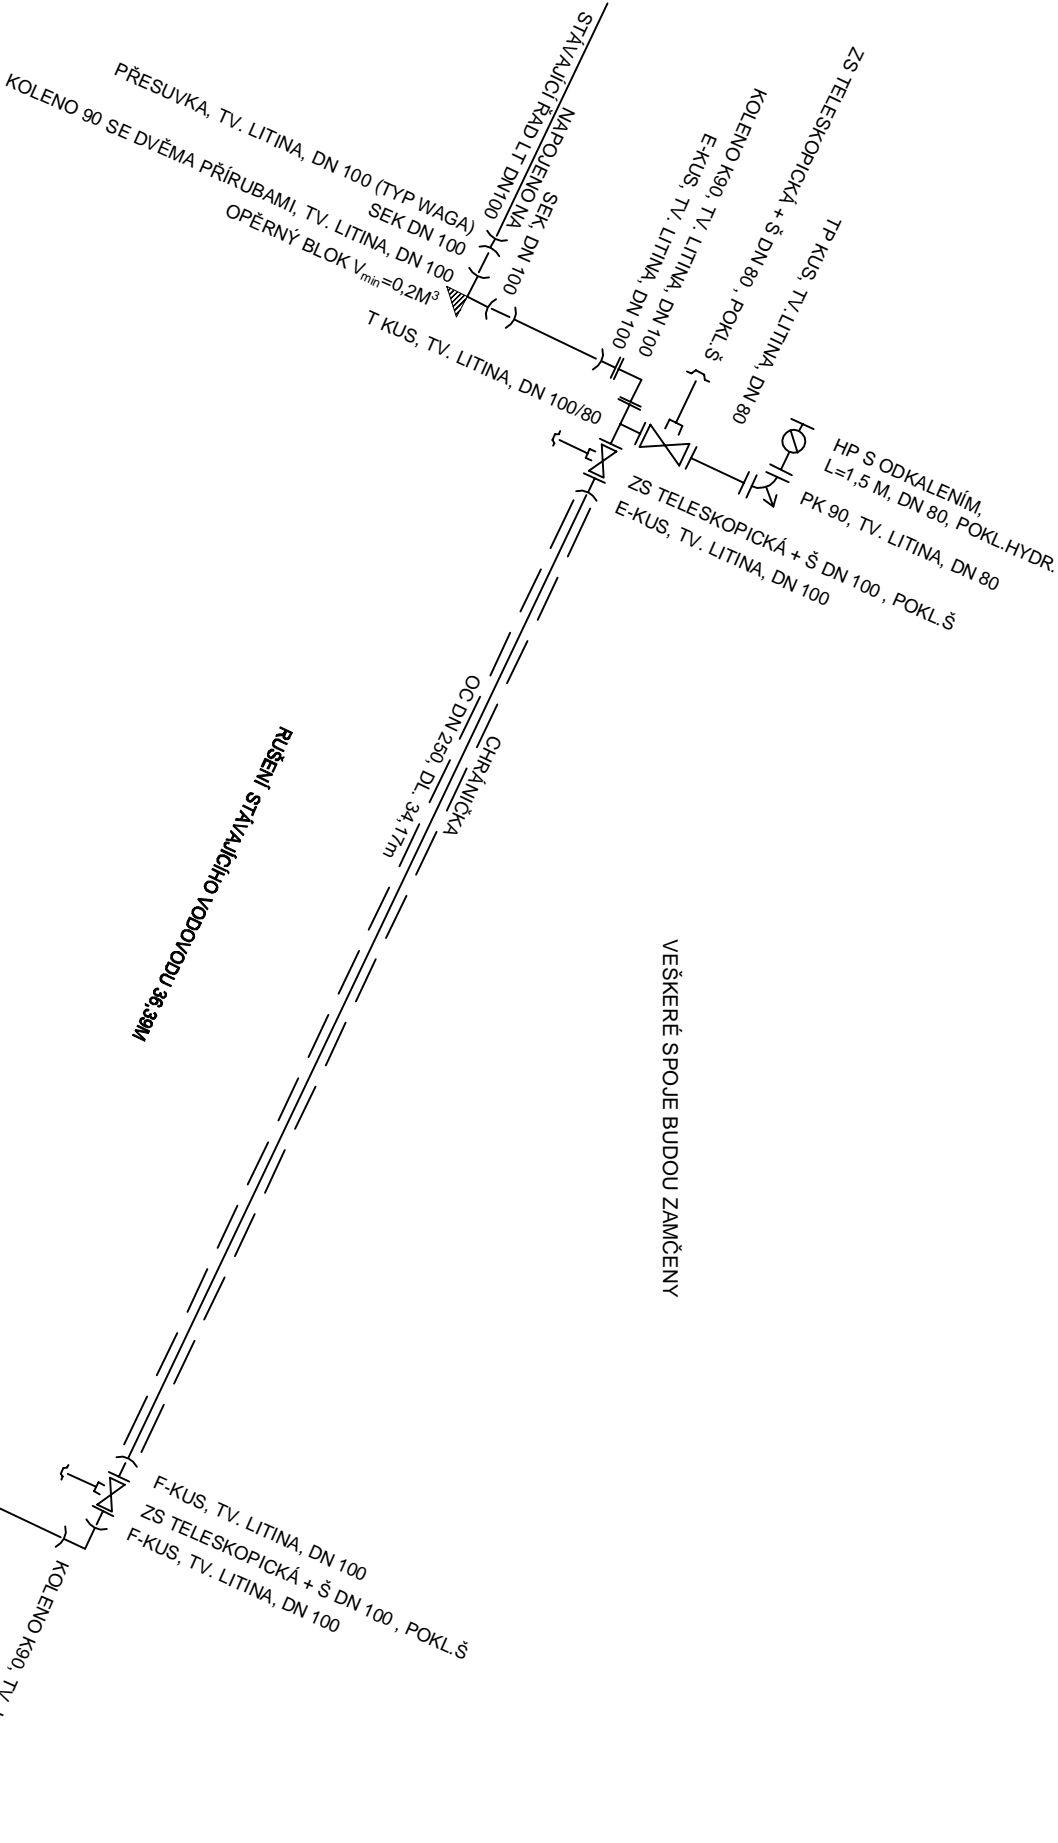 STÁVAJÍCÍ ŘAD LT DN100
NAPOJENO NA
SEK, DN 100
PŘESUVKA, TV. LITINA, DN 100 (TYP WAGA)
SEK DN 100
KOLENO 90 SE DVĚMA PŘÍRUBAMI, TV. LITINA, DN 100
OPĚRNÝ BLOK Vmin=0,2M³
T KUS, TV. LITINA, DN 100/80
E-KUS, TV. LITINA, DN 100
KOLENO K90, TV. LITINA, DN 100
ZS TELESKOPICKÁ + Š DN 80 , POKL.Š
TP KUS, TV. LITINA, DN 80
HP S ODKALENÍM,
L=1,5 M, DN 80, POKL.HYDR.
PK 90, TV. LITINA, DN 80
ZS TELESKOPICKÁ + Š DN 100 , POKL.Š
E-KUS, TV. LITINA, DN 100
CHRÁNIČKA
OC DN 250, DL. 34,17m
RUŠENÍ STÁVAJÍCÍHO VODOVODU 36,39M
VEŠKERÉ SPOJE BUDOU ZAMČENY
F-KUS, TV. LITINA, DN 100
ZS TELESKOPICKÁ + Š DN 100 , POKL.Š
F-KUS, TV. LITINA, DN 100
KOLENO K90, TV.